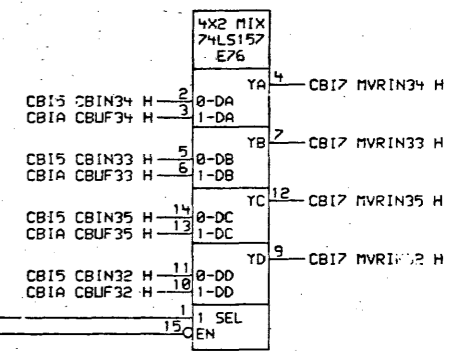 4X2 MIX
74LS157
E76
YA 4 CBI7 MVRIN34 H
CBI5 CBIN34 H 2 0-DA
CBIA CBUF34 H 3 1-DA
YB 7 CBI7 MVRIN33 H
CBI5 CBIN33 H 5 0-DB
CBIA CBUF33 H 6 1-DB
YC 12 CBI7 MVRIN35 H
CBI5 CBIN35 H 14 0-DC
CBIA CBUF35 H 13 1-DC
YD 9 CBI7 H
CBI5 CBIN32 H 11 0-DD
CBIA CBUF32 H 10 1-DD
1 1 SEL
15 EN